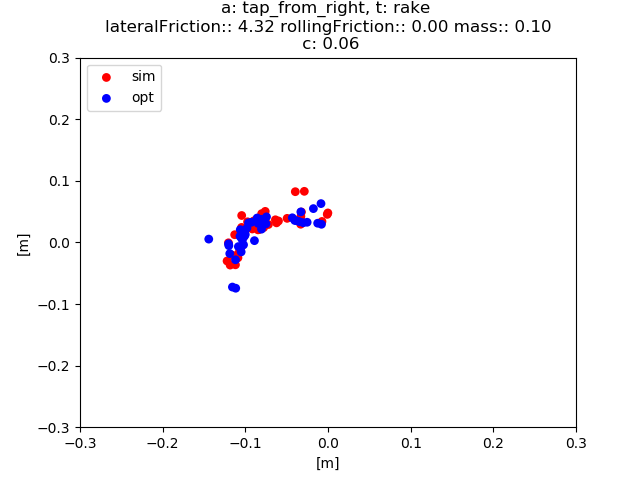 a: tap_from_right, t: rake
lateralFriction:: 4.32 rollingFriction:: 0.00 mass:: 0.10
c: 0.06
sim
opt
0.3
0.2
0.1
0.0
−0.1
−0.2
−0.3
[m]
−0.3
−0.2
−0.1
0.0
0.1
0.2
0.3
[m]